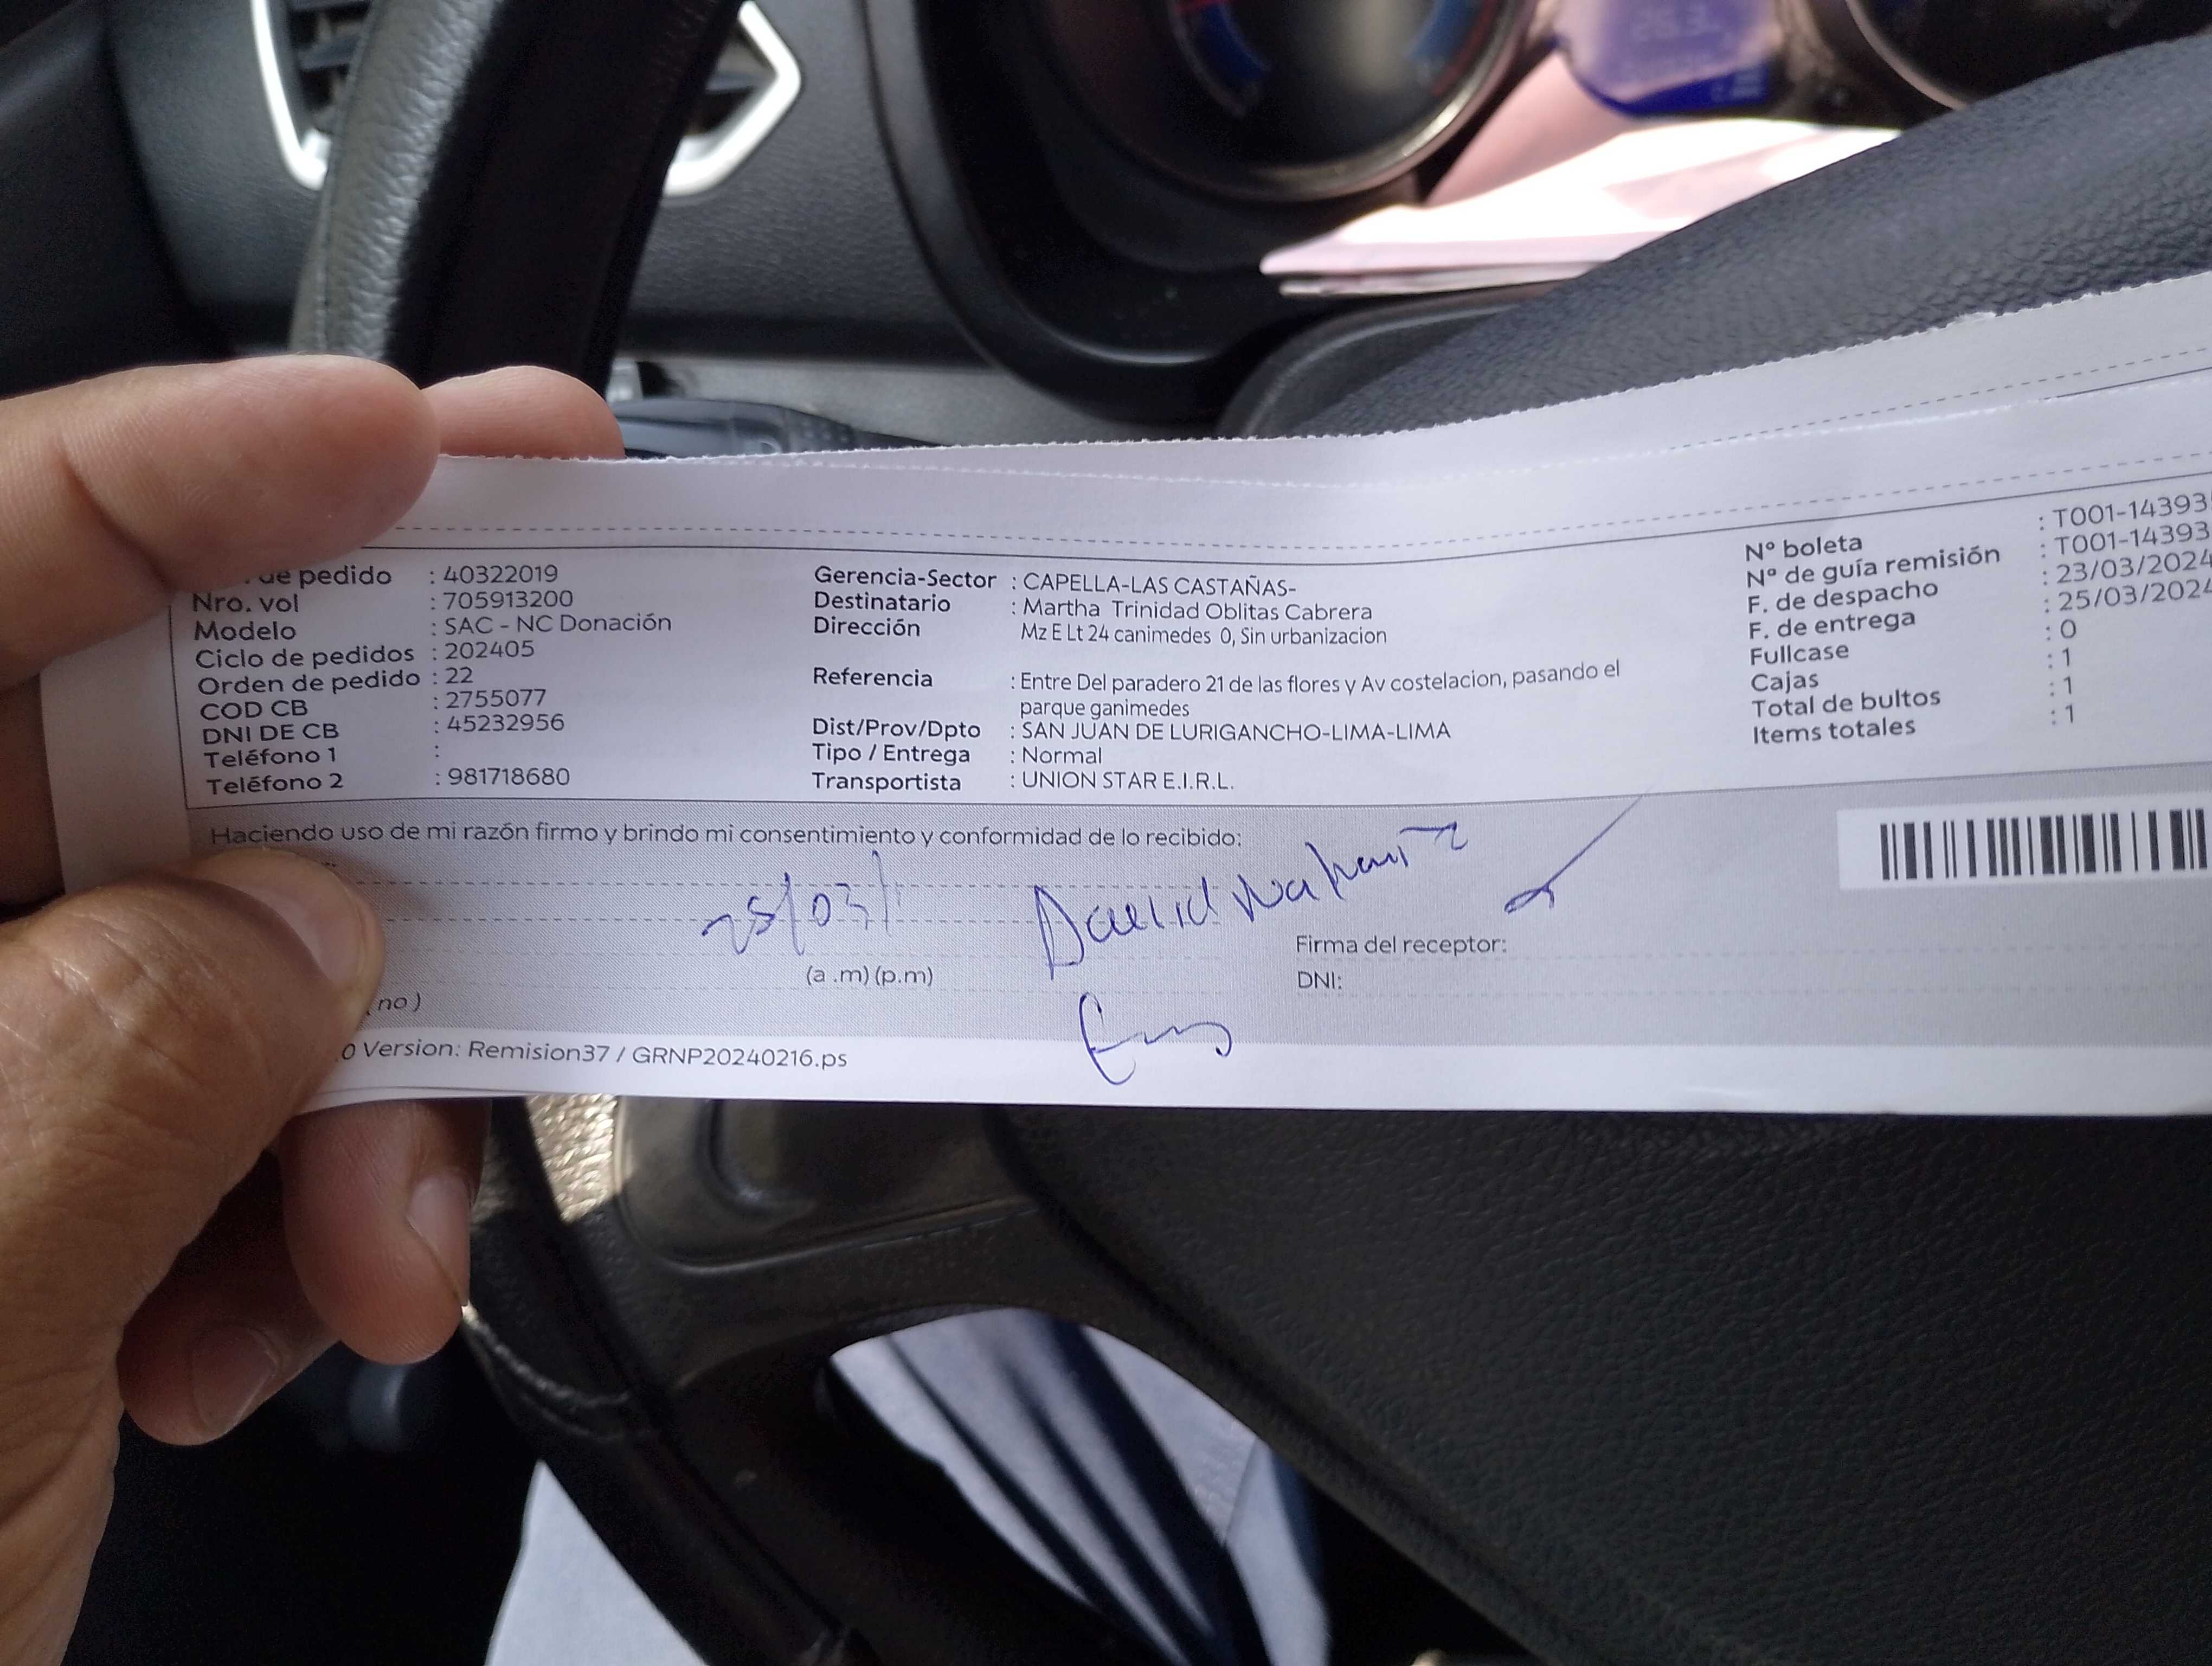 de pedido : 40322019
Nro. vol : 705913200
Modelo : SAC - NC Donación
Ciclo de pedidos : 202405
Orden de pedido : 22
COD CB : 2755077
DNI DE CB : 45232956
Teléfono 1 :
Teléfono 2 : 981718680
Gerencia-Sector : CAPELLA-LAS CASTAÑAS-
Destinatario : Martha Trinidad Oblitas Cabrera
Dirección Mz E Lt 24 canimedes 0, Sin urbanizacion
Referencia : Entre Del paradero 21 de las flores y Av costelacion, pasando el
parque ganimedes
Dist/Prov/Dpto : SAN JUAN DE LURIGANCHO-LIMA-LIMA
Tipo / Entrega : Normal
Transportista : UNION STAR E.I.R.L.
Nº boleta : T001-14393
Nº de guía remisión : T001-14393
F. de despacho : 23/03/2024
F. de entrega : 25/03/2024
Fullcase : 0
Cajas : 1
Total de bultos : 1
Items totales : 1
Haciendo uso de mi razón firmo y brindo mi consentimiento y conformidad de lo recibido:
25/03/
David
(a .m) (p.m)
Firma del receptor:
DNI:
no )
0 Version: Remision37 / GRNP20240216.ps